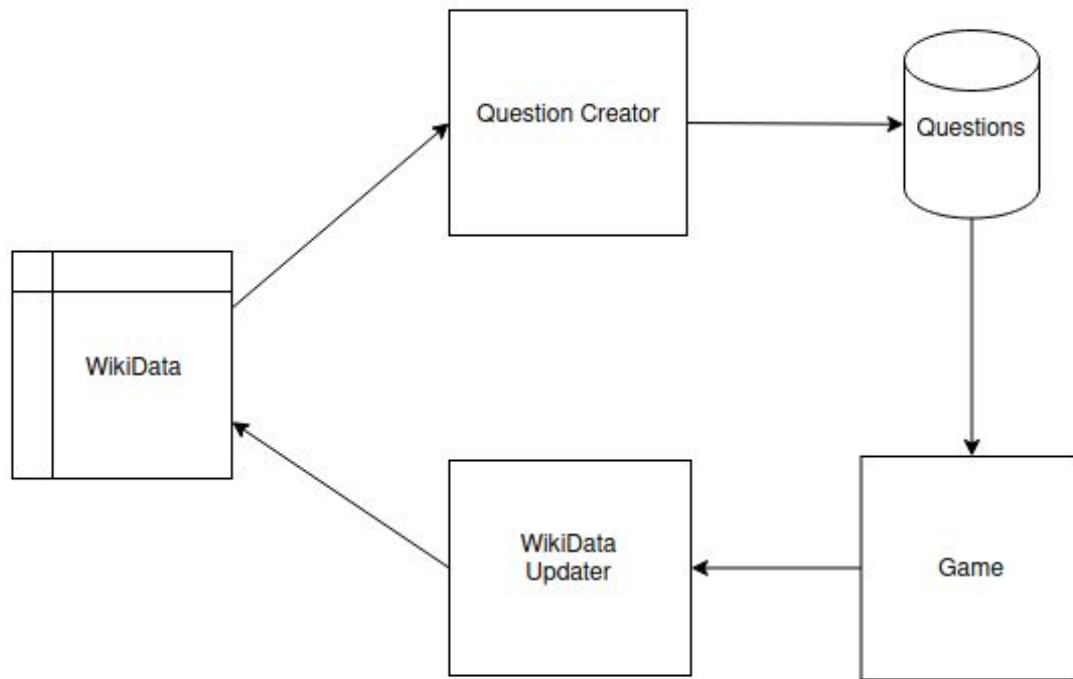 Question Creator
Questions
WikiData
WikiData
Updater
Game